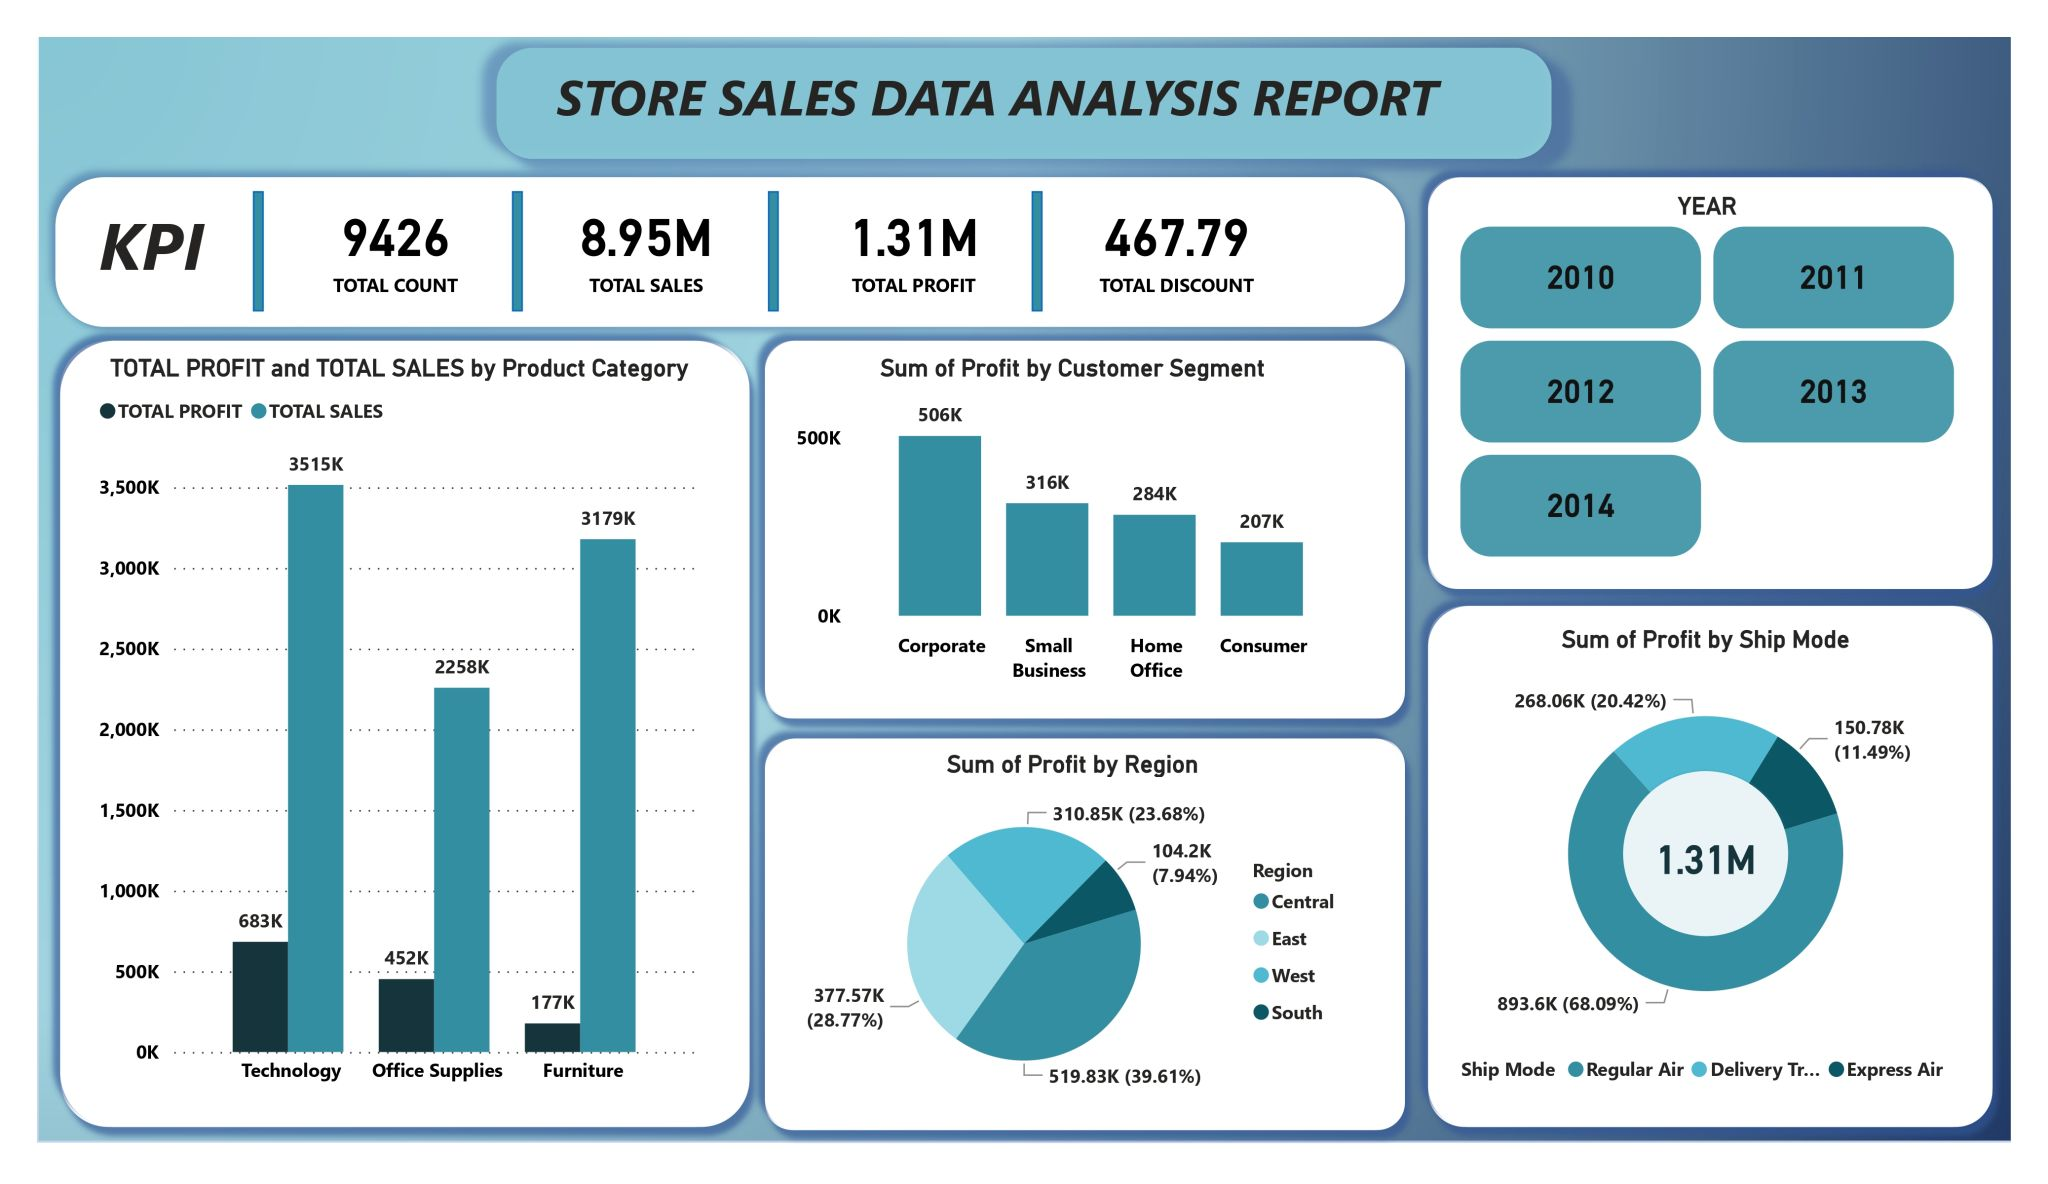 STORE SALES DATA ANALYSIS REPORT
KPI
9426
TOTAL COUNT
8.95M
TOTAL SALES
1.31M
TOTAL PROFIT
467.79
TOTAL DISCOUNT
YEAR
2010
2011
2012
2013
2014
TOTAL PROFIT and TOTAL SALES by Product Category
TOTAL PROFIT TOTAL SALES
3,500K
3,000K
2,500K
2,000K
1,500K
1,000K
500K
0K
683K
3515K
452K
2258K
177K
3179K
Technology
Office Supplies
Furniture
Sum of Profit by Customer Segment
500K
0K
506K
316K
284K
207K
Corporate
Small
Business
Home
Office
Consumer
Sum of Profit by Region
310.85K (23.68%)
104.2K
(7.94%)
377.57K
(28.77%)
519.83K (39.61%)
Region
Central
East
West
South
Sum of Profit by Ship Mode
268.06K (20.42%)
150.78K
(11.49%)
1.31M
893.6K (68.09%)
Ship Mode Regular Air Delivery Tr... Express Air